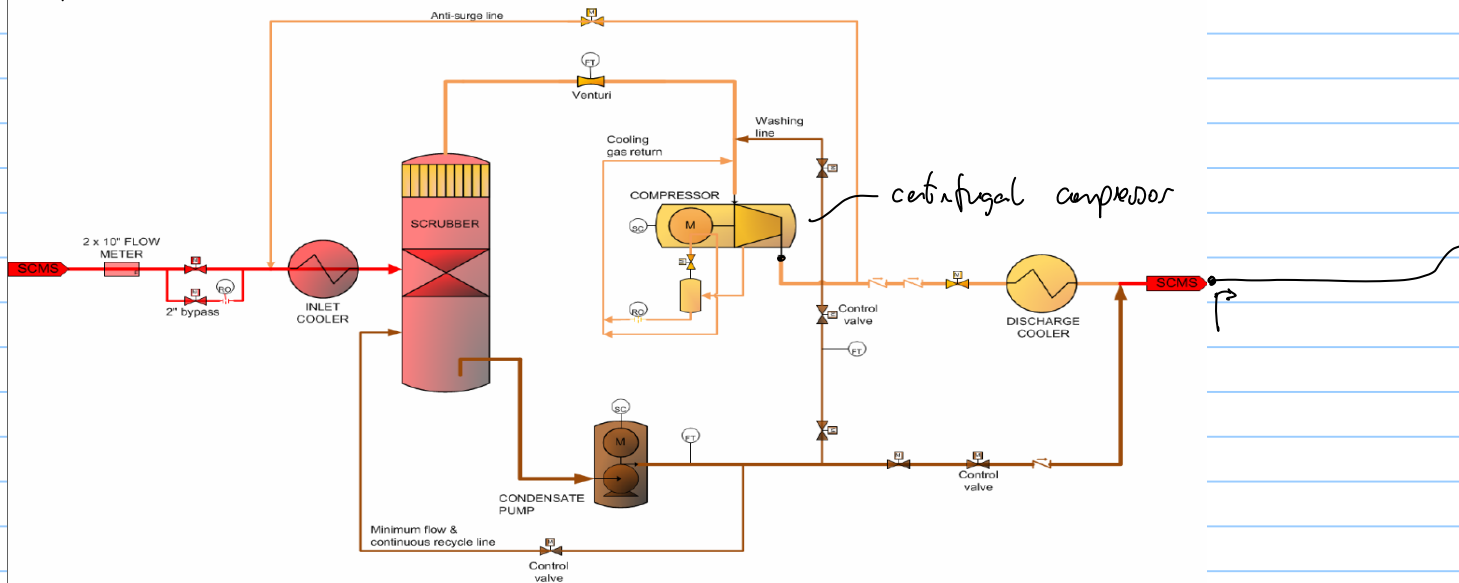 Anti-surge line
M
FT
Venturi
Washing
line
Cooling
gas return
COMPRESSOR
SC
M
centrifugal compressor
SCRUBBER
2 x 10" FLOW
METER
SCMS
M
M
RO
2" bypass
INLET
COOLER
RO
Control
valve
FT
M
DISCHARGE
COOLER
SCMS
SC
M
FT
CONDENSATE
PUMP
M
M
Control
valve
Minimum flow &
continuous recycle line
M
Control
valve